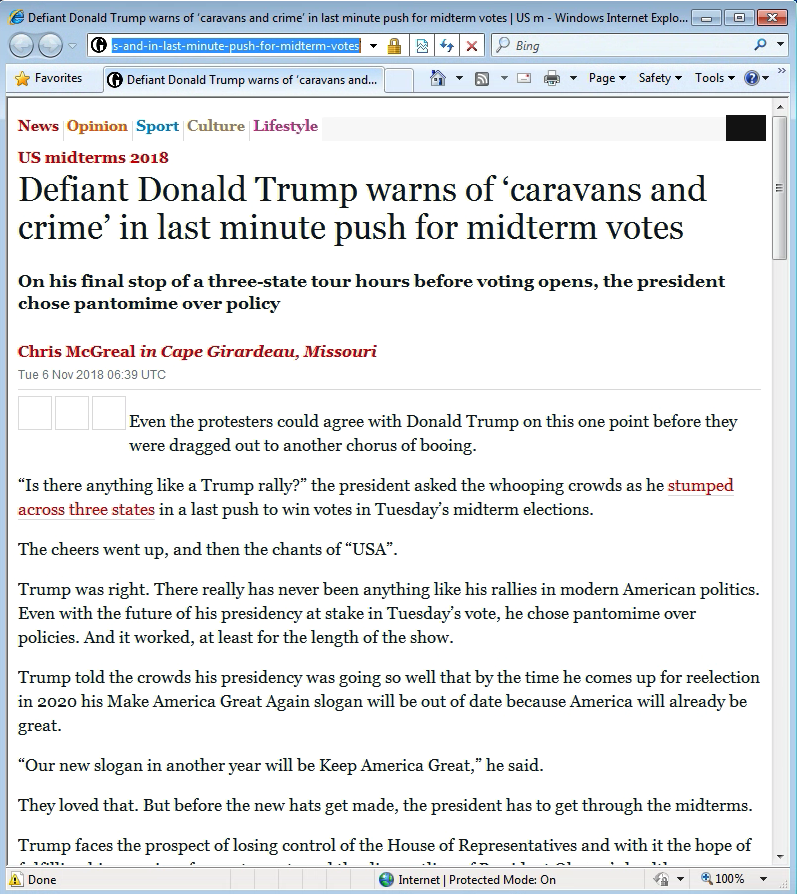 Defiant Donald Trump warns of ‘caravans and crime’ in last minute push for midterm votes | US m - Windows Internet Explo...
s-and-in-last-minute-push-for-midterm-votes
Bing
Favorites
Defiant Donald Trump warns of ‘caravans and...
Page
Safety
Tools
News Opinion Sport Culture Lifestyle
US midterms 2018
Defiant Donald Trump warns of ‘caravans and
crime’ in last minute push for midterm votes
On his final stop of a three-state tour hours before voting opens, the president
chose pantomime over policy
Chris McGreal in Cape Girardeau, Missouri
Tue 6 Nov 2018 06:39 UTC
Even the protesters could agree with Donald Trump on this one point before they
were dragged out to another chorus of booing.
“Is there anything like a Trump rally?” the president asked the whooping crowds as he stumped
across three states in a last push to win votes in Tuesday’s midterm elections.
The cheers went up, and then the chants of “USA”.
Trump was right. There really has never been anything like his rallies in modern American politics.
Even with the future of his presidency at stake in Tuesday’s vote, he chose pantomime over
policies. And it worked, at least for the length of the show.
Trump told the crowds his presidency was going so well that by the time he comes up for reelection
in 2020 his Make America Great Again slogan will be out of date because America will already be
great.
“Our new slogan in another year will be Keep America Great,” he said.
They loved that. But before the new hats get made, the president has to get through the midterms.
Trump faces the prospect of losing control of the House of Representatives and with it the hope of
Done
Internet | Protected Mode: On
100%